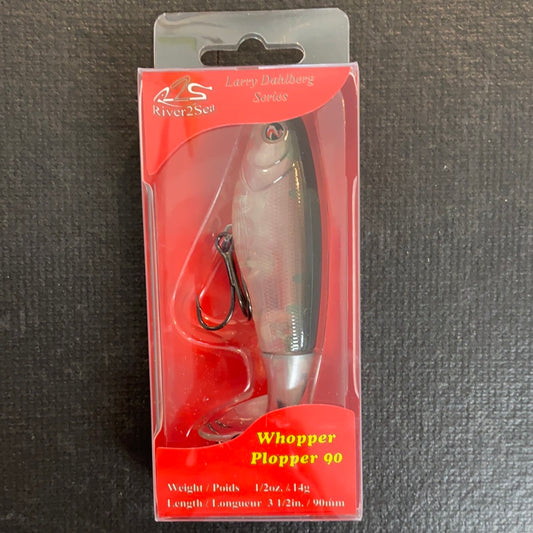 River2Sea
Larry Dahlberg
Series
Whopper
Plopper 90
Weight / Poids 1/2oz. / 14g
Length / Longueur 3 1/2in. / 90mm